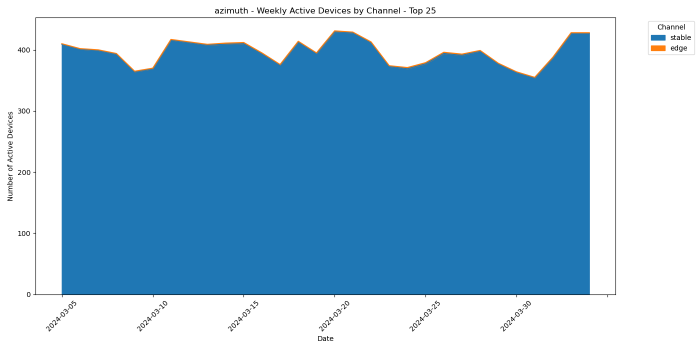 azimuth - Weekly Active Devices by Channel - Top 25
Channel
stable
edge
Number of Active Devices
400
300
200
100
0
2024-03-05
2024-03-10
2024-03-15
2024-03-20
2024-03-25
2024-03-30
Date